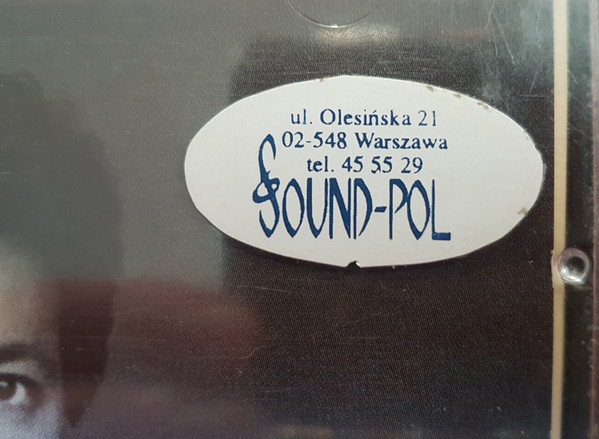 ul. Olesińska 21
02-548 Warszawa
tel. 45 55 29
SOUND-POL